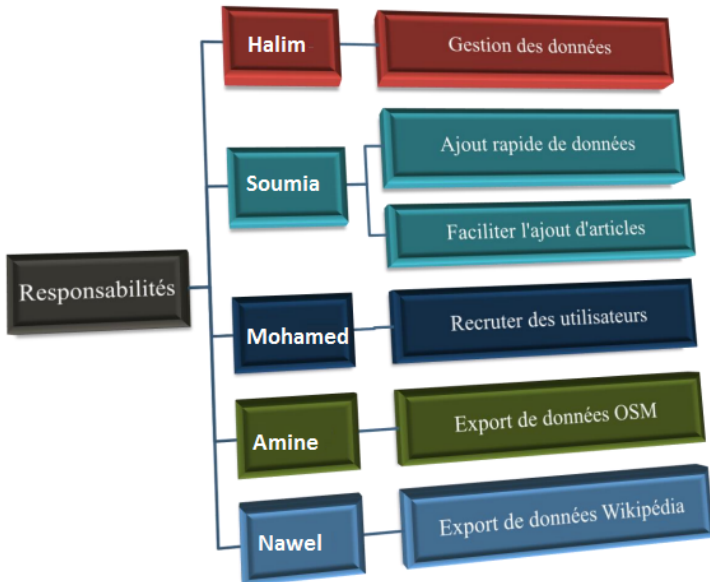 Responsabilités
Halim
Gestion des données
Soumia
Ajout rapide de données
Faciliter l'ajout d'articles
Mohamed
Recruter des utilisateurs
Amine
Export de données OSM
Nawel
Export de données Wikipédia